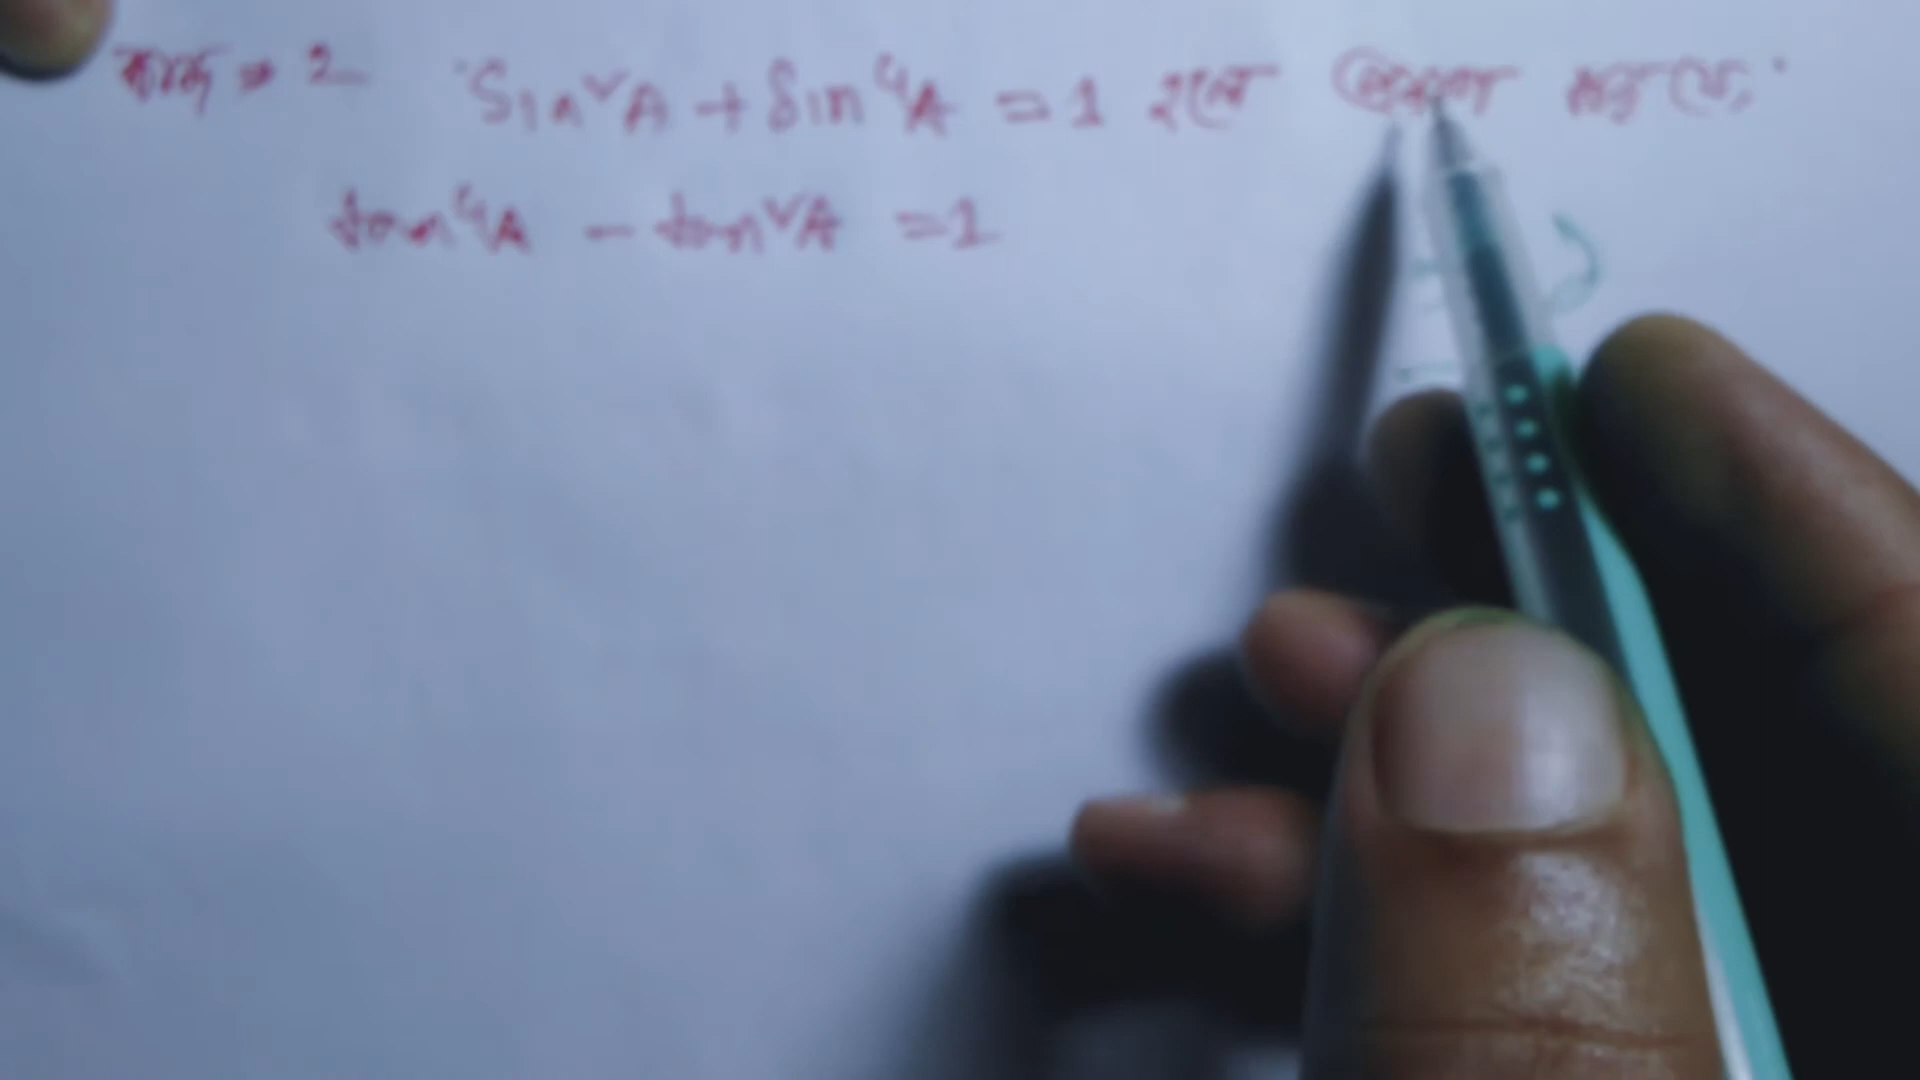 sin²A + sin⁴A = 1 হলে প্রমাণ কর যে,
tan⁴A - tan²A = 1